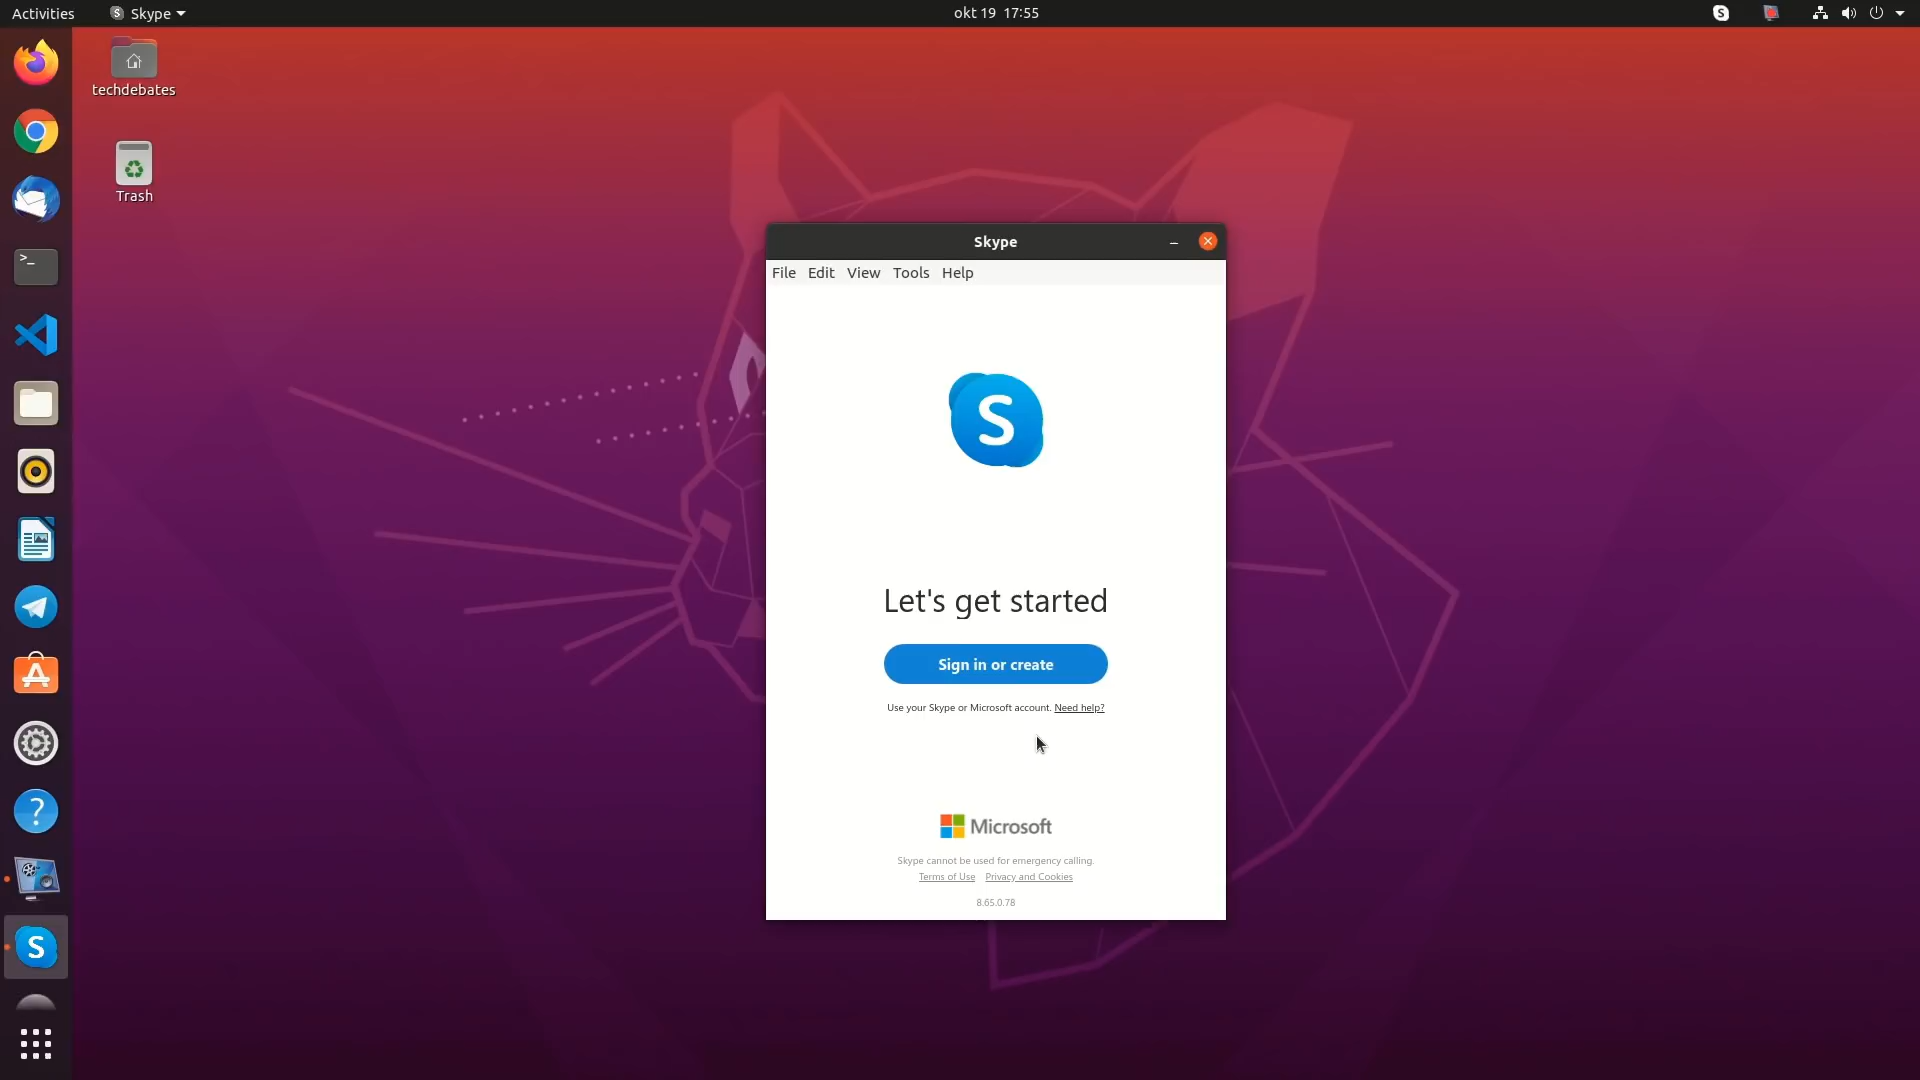 Activities
Skype
okt 19 17:55
techdebates
Trash
Skype
File Edit View Tools Help
S
Let's get started
Sign in or create
Use your Skype or Microsoft account. Need help?
Microsoft
Skype cannot be used for emergency calling.
Terms of Use Privacy and Cookies
8.65.0.78